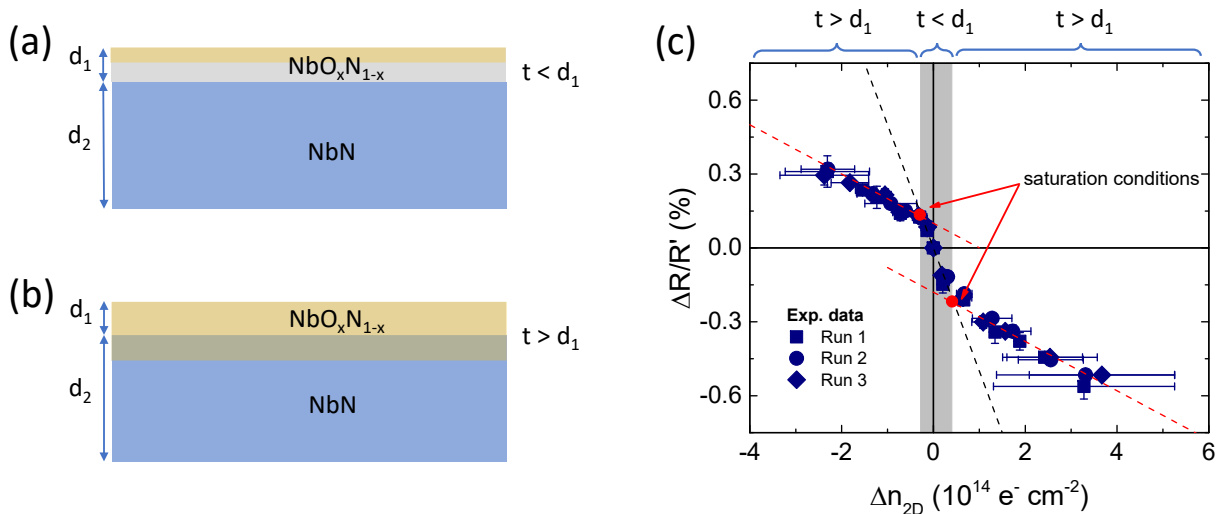 (a)
d₁
NbOₓN₁₋ₓ
t < d₁
d₂
NbN
(b)
d₁
NbOₓN₁₋ₓ
t > d₁
d₂
NbN
(c)
t > d₁ t < d₁ t > d₁
0.6
0.3
0.0
-0.3
-0.6
ΔR/R' (%)
saturation conditions
Exp. data
Run 1
Run 2
Run 3
-4 -2 0 2 4 6
Δn₂D (10¹⁴ e⁻ cm⁻²)